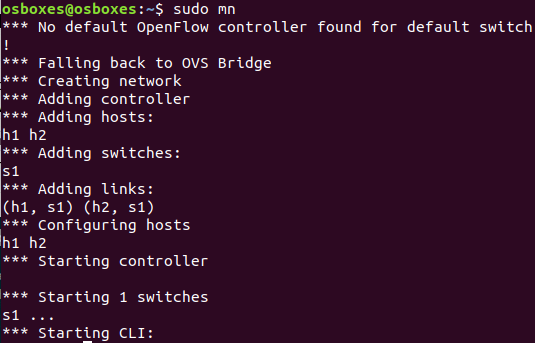 osboxes@osboxes:~$ sudo mn
*** No default OpenFlow controller found for default switch
!
*** Falling back to OVS Bridge
*** Creating network
*** Adding controller
*** Adding hosts:
h1 h2
*** Adding switches:
s1
*** Adding links:
(h1, s1) (h2, s1)
*** Configuring hosts
h1 h2
*** Starting controller

*** Starting 1 switches
s1 ...
*** Starting CLI: